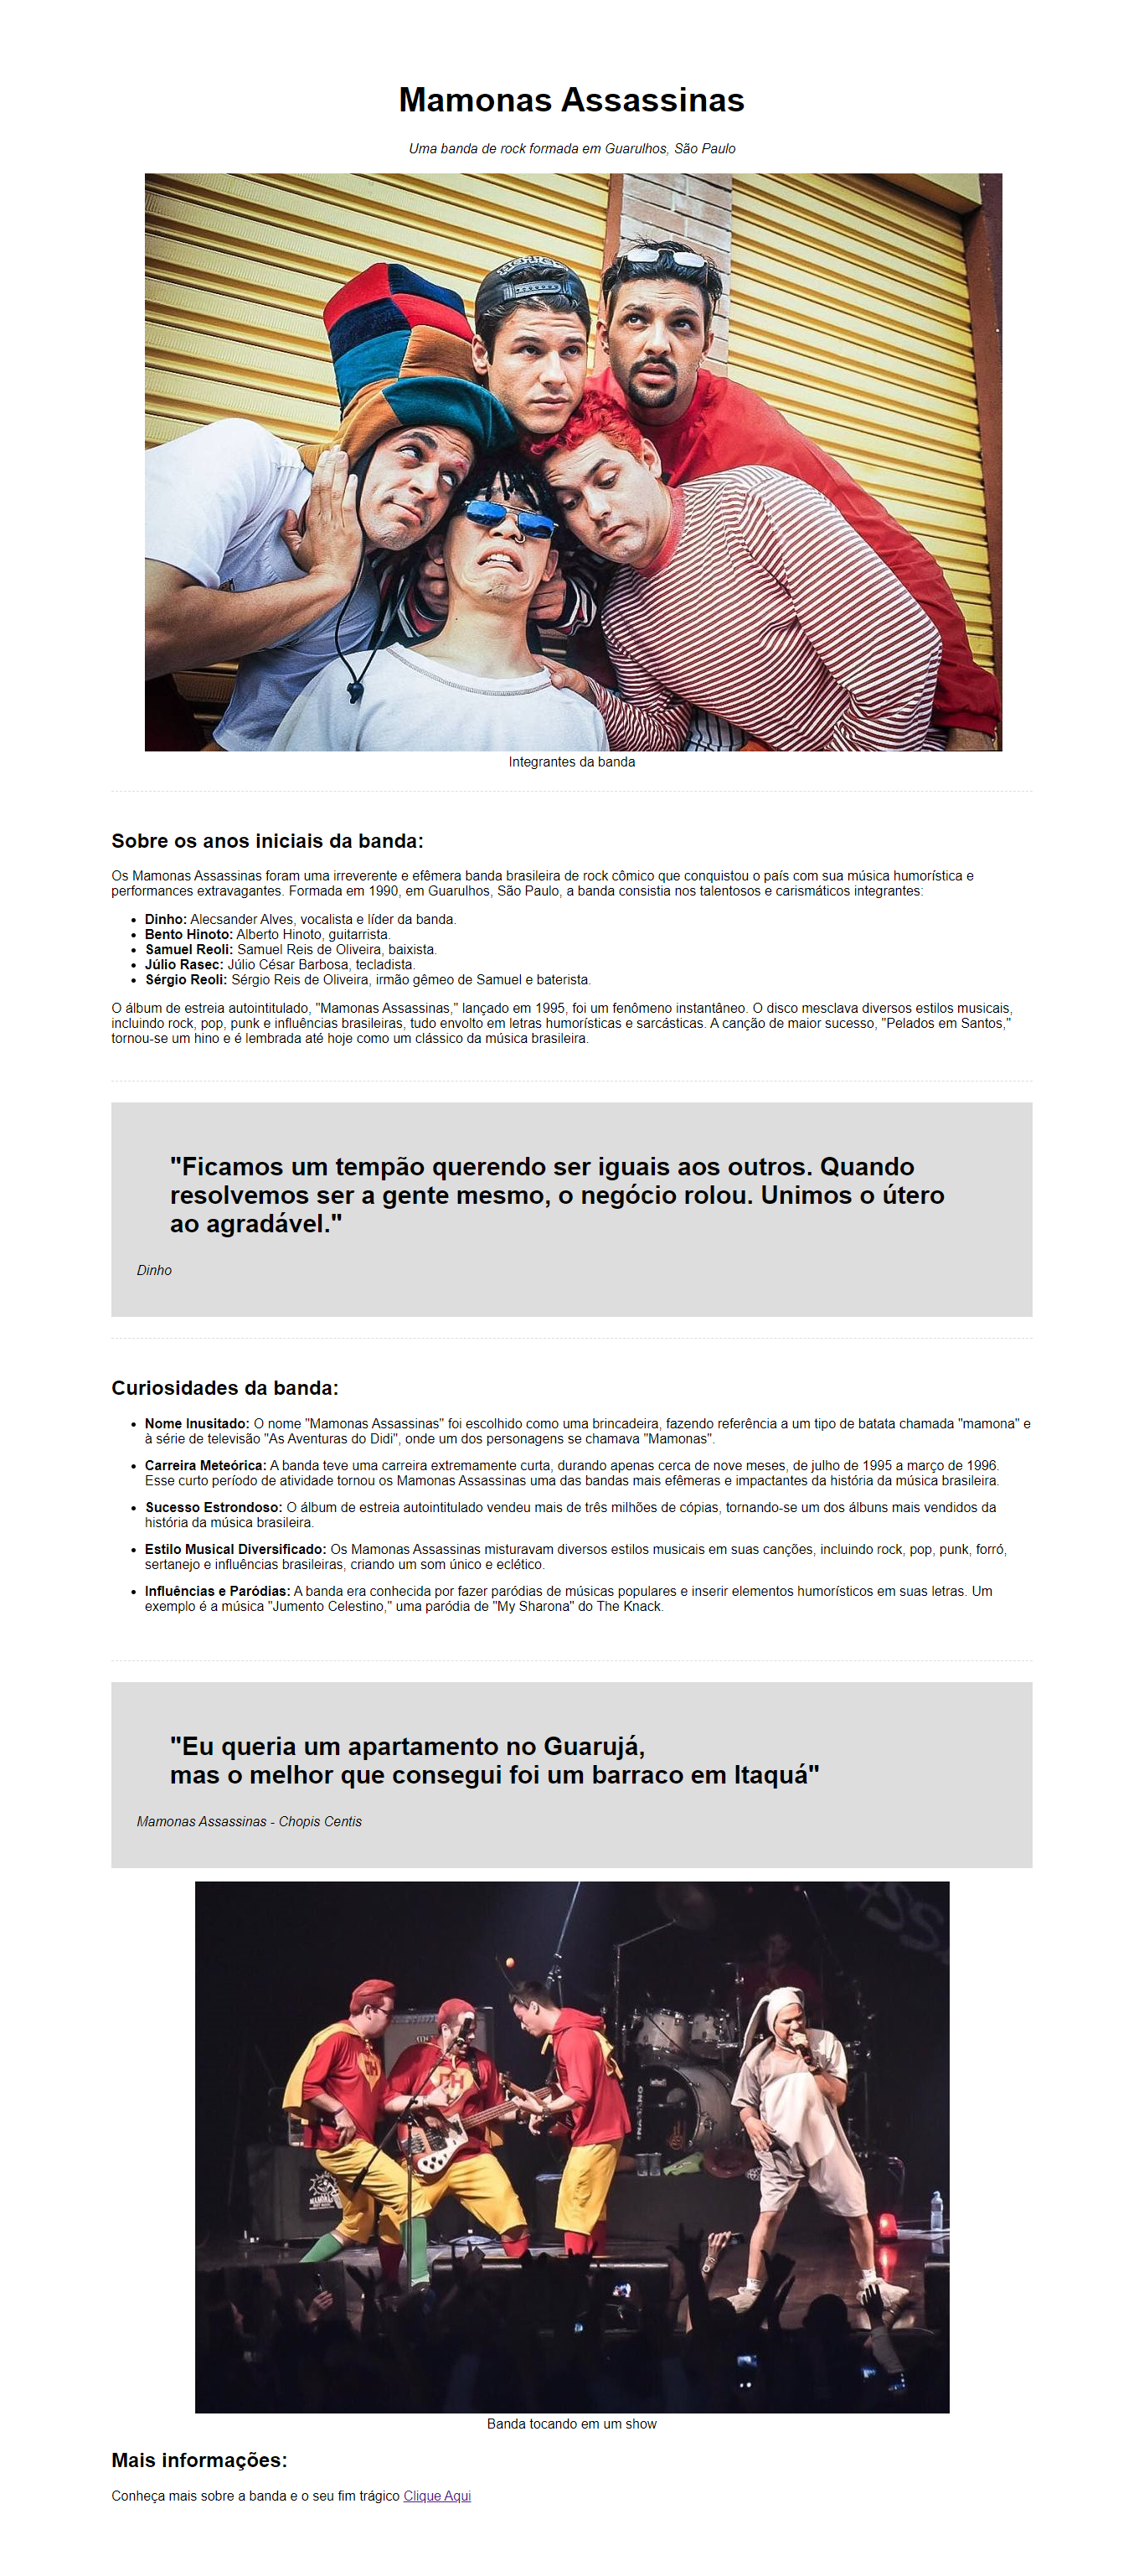 Mamonas Assassinas
Uma banda de rock formada em Guarulhos, São Paulo
Integrantes da banda
Sobre os anos iniciais da banda:
Os Mamonas Assassinas foram uma irreverente e efêmera banda brasileira de rock cômico que conquistou o país com sua música humorística e
performances extravagantes. Formada em 1990, em Guarulhos, São Paulo, a banda consistia nos talentosos e carismáticos integrantes:
• Dinho: Alecsander Alves, vocalista e líder da banda.
• Bento Hinoto: Alberto Hinoto, guitarrista.
• Samuel Reoli: Samuel Reis de Oliveira, baixista.
• Júlio Rasec: Júlio César Barbosa, tecladista.
• Sérgio Reoli: Sérgio Reis de Oliveira, irmão gêmeo de Samuel e baterista.
O álbum de estreia autointitulado, "Mamonas Assassinas," lançado em 1995, foi um fenômeno instantâneo. O disco mesclava diversos estilos musicais,
incluindo rock, pop, punk e influências brasileiras, tudo envolto em letras humorísticas e sarcásticas. A canção de maior sucesso, "Pelados em Santos,"
tornou-se um hino e é lembrada até hoje como um clássico da música brasileira.
"Ficamos um tempão querendo ser iguais aos outros. Quando
resolvemos ser a gente mesmo, o negócio rolou. Unimos o útero
ao agradável."
Dinho
Curiosidades da banda:
• Nome Inusitado: O nome "Mamonas Assassinas" foi escolhido como uma brincadeira, fazendo referência a um tipo de batata chamada "mamona" e
à série de televisão "As Aventuras do Didi", onde um dos personagens se chamava "Mamonas".
• Carreira Meteórica: A banda teve uma carreira extremamente curta, durando apenas cerca de nove meses, de julho de 1995 a março de 1996.
Esse curto período de atividade tornou os Mamonas Assassinas uma das bandas mais efêmeras e impactantes da história da música brasileira.
• Sucesso Estrondoso: O álbum de estreia autointitulado vendeu mais de três milhões de cópias, tornando-se um dos álbuns mais vendidos da
história da música brasileira.
• Estilo Musical Diversificado: Os Mamonas Assassinas misturavam diversos estilos musicais em suas canções, incluindo rock, pop, punk, forró,
sertanejo e influências brasileiras, criando um som único e eclético.
• Influências e Paródias: A banda era conhecida por fazer paródias de músicas populares e inserir elementos humorísticos em suas letras. Um
exemplo é a música "Jumento Celestino," uma paródia de "My Sharona" do The Knack.
"Eu queria um apartamento no Guarujá,
mas o melhor que consegui foi um barraco em Itaquá"
Mamonas Assassinas - Chopis Centis
CH
CH
MAMONAS
Banda tocando em um show
Mais informações:
Conheça mais sobre a banda e o seu fim trágico Clique Aqui